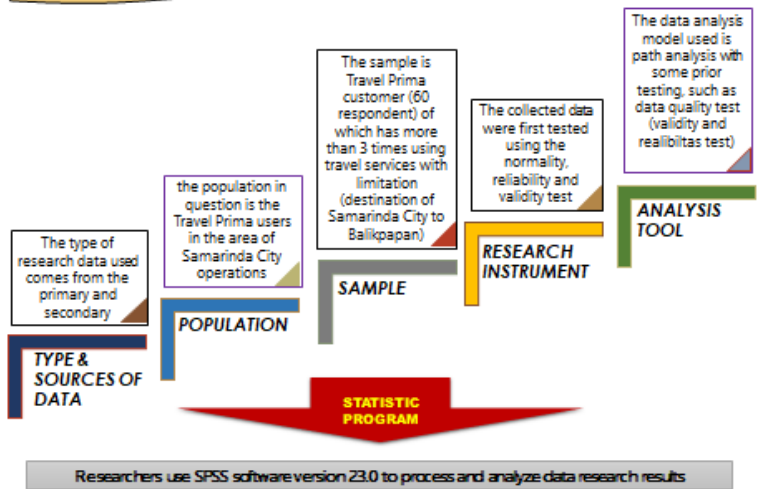 The type of
research data used
comes from the
primary and
secondary
TYPE &
SOURCES OF
DATA
the population in
question is the
Travel Prima users
in the area of
Samarinda City
operations
POPULATION
The sample is
Travel Prima
customer (60
respondent) of
which has more
than 3 times using
travel services with
limitation
(destination of
Samarinda City to
Balikpapan)
SAMPLE
The collected data
were first tested
using the
normality,
reliability and
validity test
RESEARCH
INSTRUMENT
The data analysis
model used is
path analysis with
some prior
testing, such as
data quality test
(validity and
realibiltas test)
ANALYSIS
TOOL
STATISTIC
PROGRAM
Researchers use SPSS software version 23.0 to process and analyze data research results